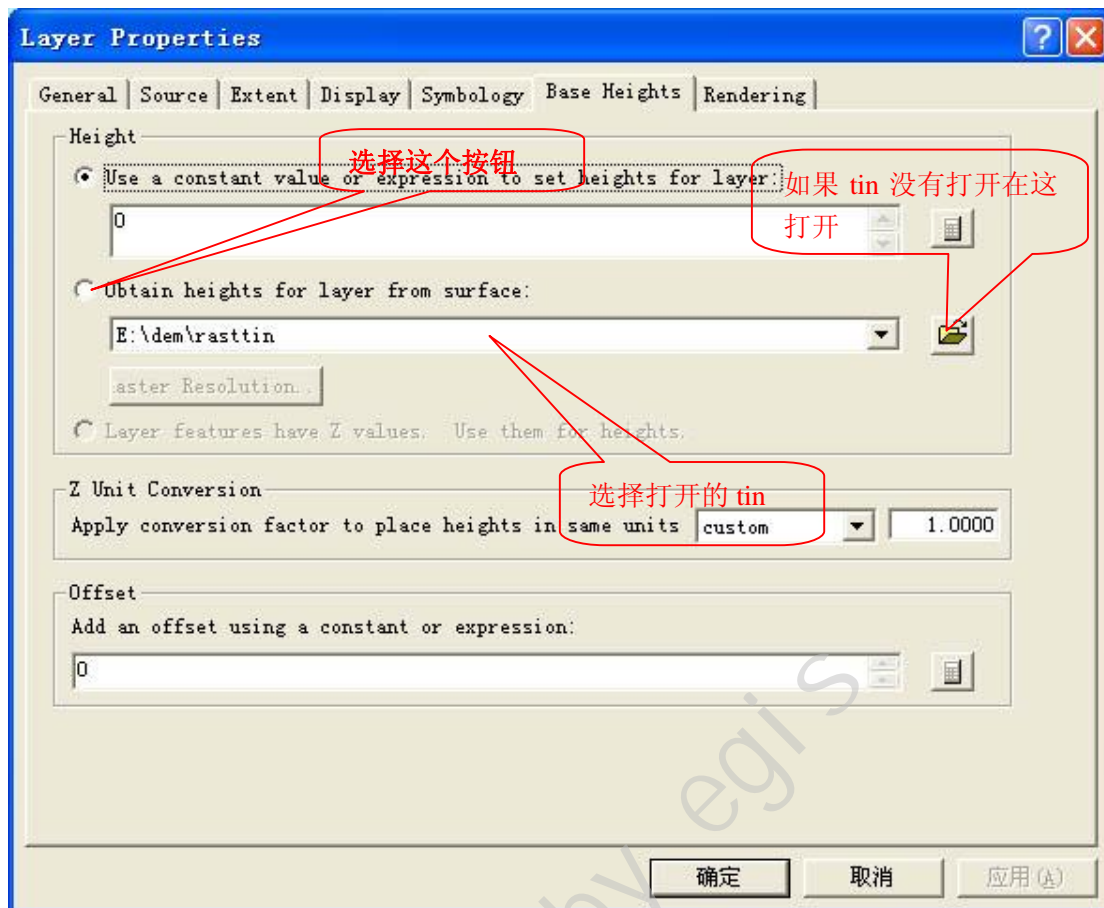 Layer Properties
General Source Extent Display Symbology Base Heights Rendering
Height
选择这个按钮
Use a constant value or expression to set heights for layer:
如果 tin 没有打开在这
打开
0
Obtain heights for layer from surface:
E:\dem\rasttin
aster Resolution..
Layer features have Z values. Use them for heights.
选择打开的 tin
Z Unit Conversion
Apply conversion factor to place heights in same units custom 1.0000
Offset
Add an offset using a constant or expression:
0
by egis
确定 取消 应用(A)